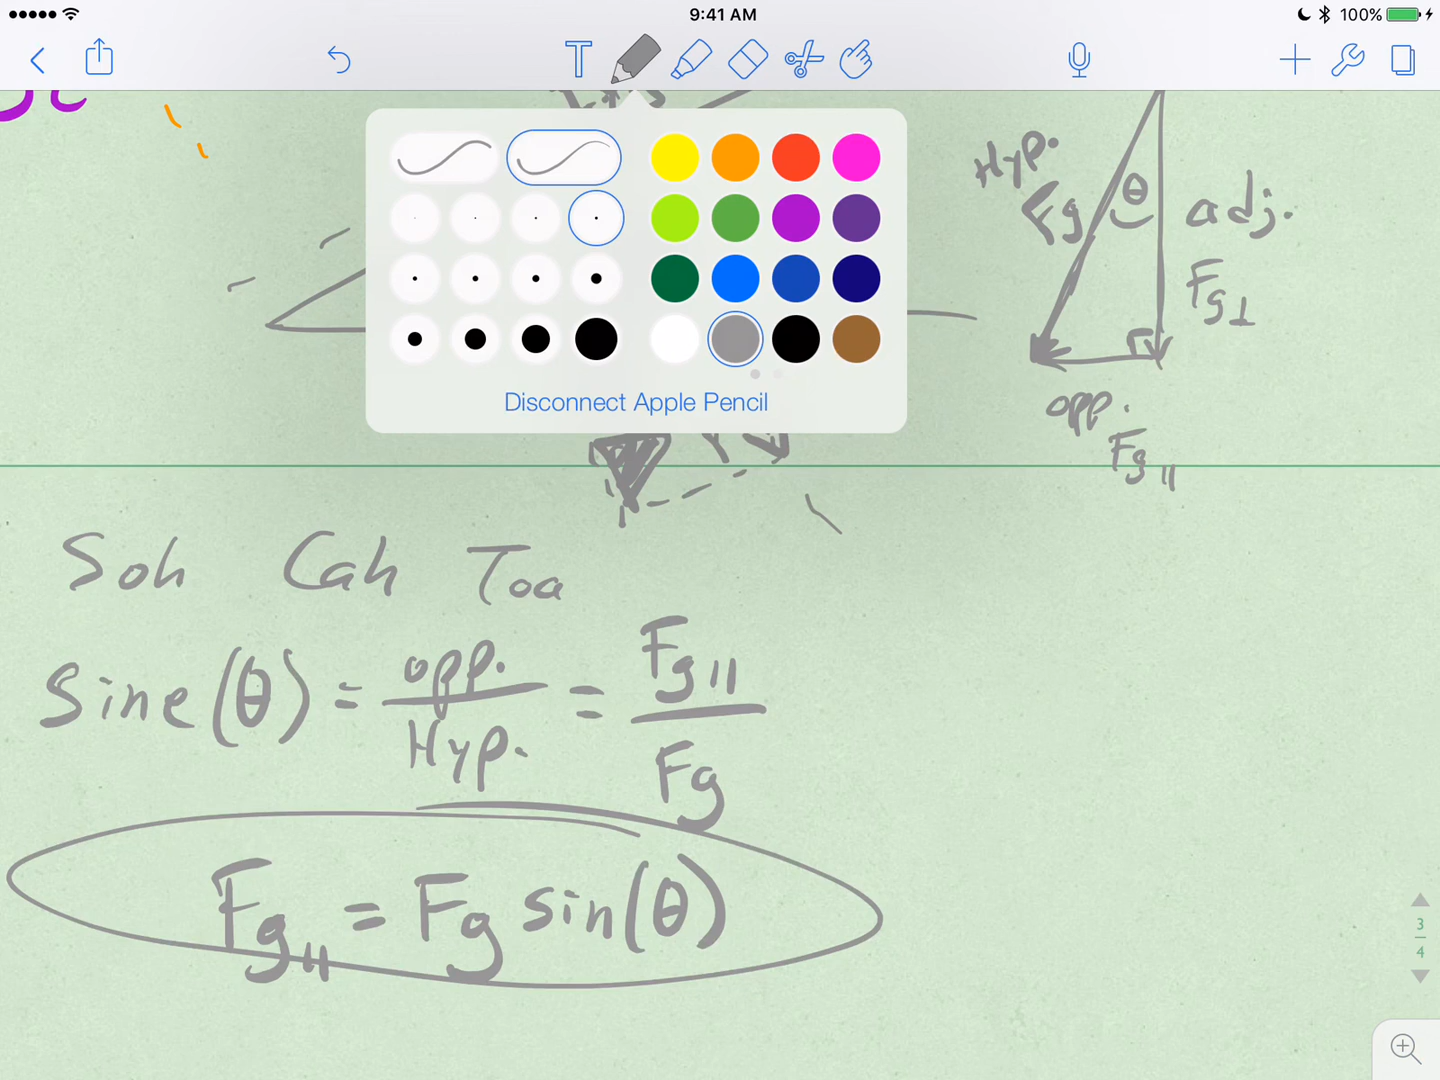 9:41 AM
100%
T
Hyp.
Fg
θ
adj.
Fg⊥
opp.
Fg||
Disconnect Apple Pencil
Soh Cah Toa
Sine(θ) = opp. / Hyp. = Fg|| / Fg
Fg|| = Fg sin(θ)
3
4